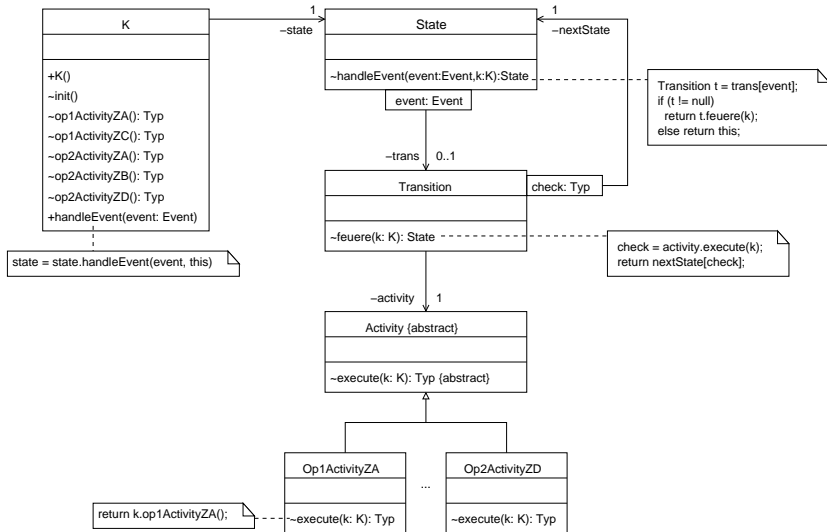 K
+K()
~init()
~op1ActivityZA(): Typ
~op1ActivityZC(): Typ
~op2ActivityZA(): Typ
~op2ActivityZB(): Typ
~op2ActivityZD(): Typ
+handleEvent(event: Event)
state = state.handleEvent(event, this)
1
−state
State
~handleEvent(event:Event,k:K):State
event: Event
1
−nextState
Transition t = trans[event];
if (t != null)
return t.feuere(k);
else return this;
−trans
0..1
Transition
check: Typ
~feuere(k: K): State
check = activity.execute(k);
return nextState[check];
−activity
1
Activity {abstract}
~execute(k: K): Typ {abstract}
Op1ActivityZA
~execute(k: K): Typ
...
Op2ActivityZD
~execute(k: K): Typ
return k.op1ActivityZA();